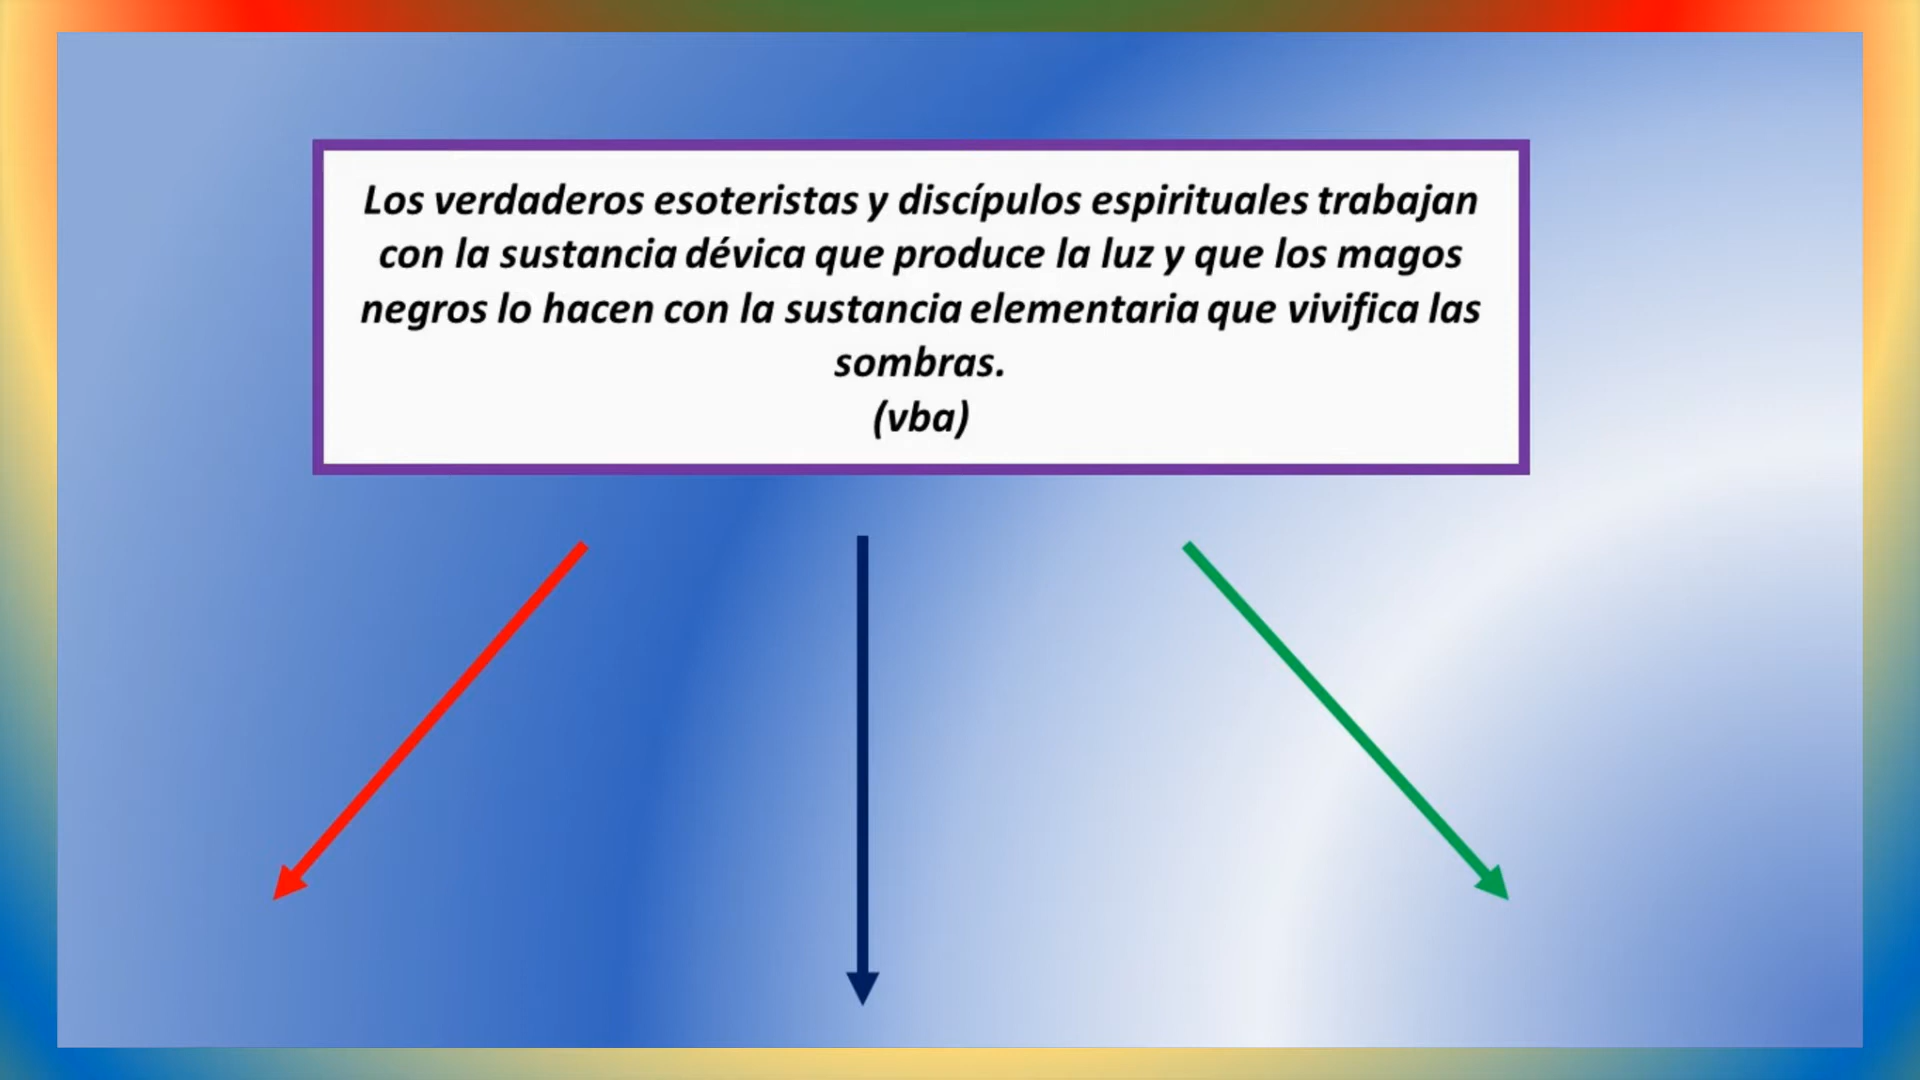 Los verdaderos esoteristas y discípulos espirituales trabajan
con la sustancia dévica que produce la luz y que los magos
negros lo hacen con la sustancia elementaria que vivifica las
sombras.
(vba)